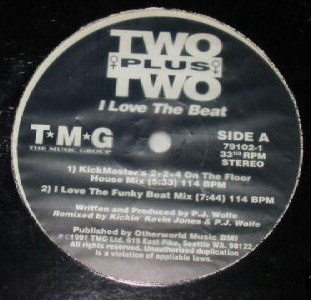 TWO
PLUS
TWO
I Love The Beat
T★M★G
THE MUSIC GROUP
SIDE A
79102-1
33⅓ RPM
STEREO
1) KickMaster's 2+2=4 On The Floor
House Mix (5:33) 114 BPM
2) I Love The Funky Beat Mix (7:44) 114 BPM
Written and Produced by P.J. Wolfe
Remixed by Kickin' Kevin Jones & P.J. Wolfe
Published by Otherworld Music BMI
©1991 TMG Ltd. 615 East Pike, Seattle WA. 98122.
All rights reserved. Unauthorized duplication
is a violation of appliable laws.